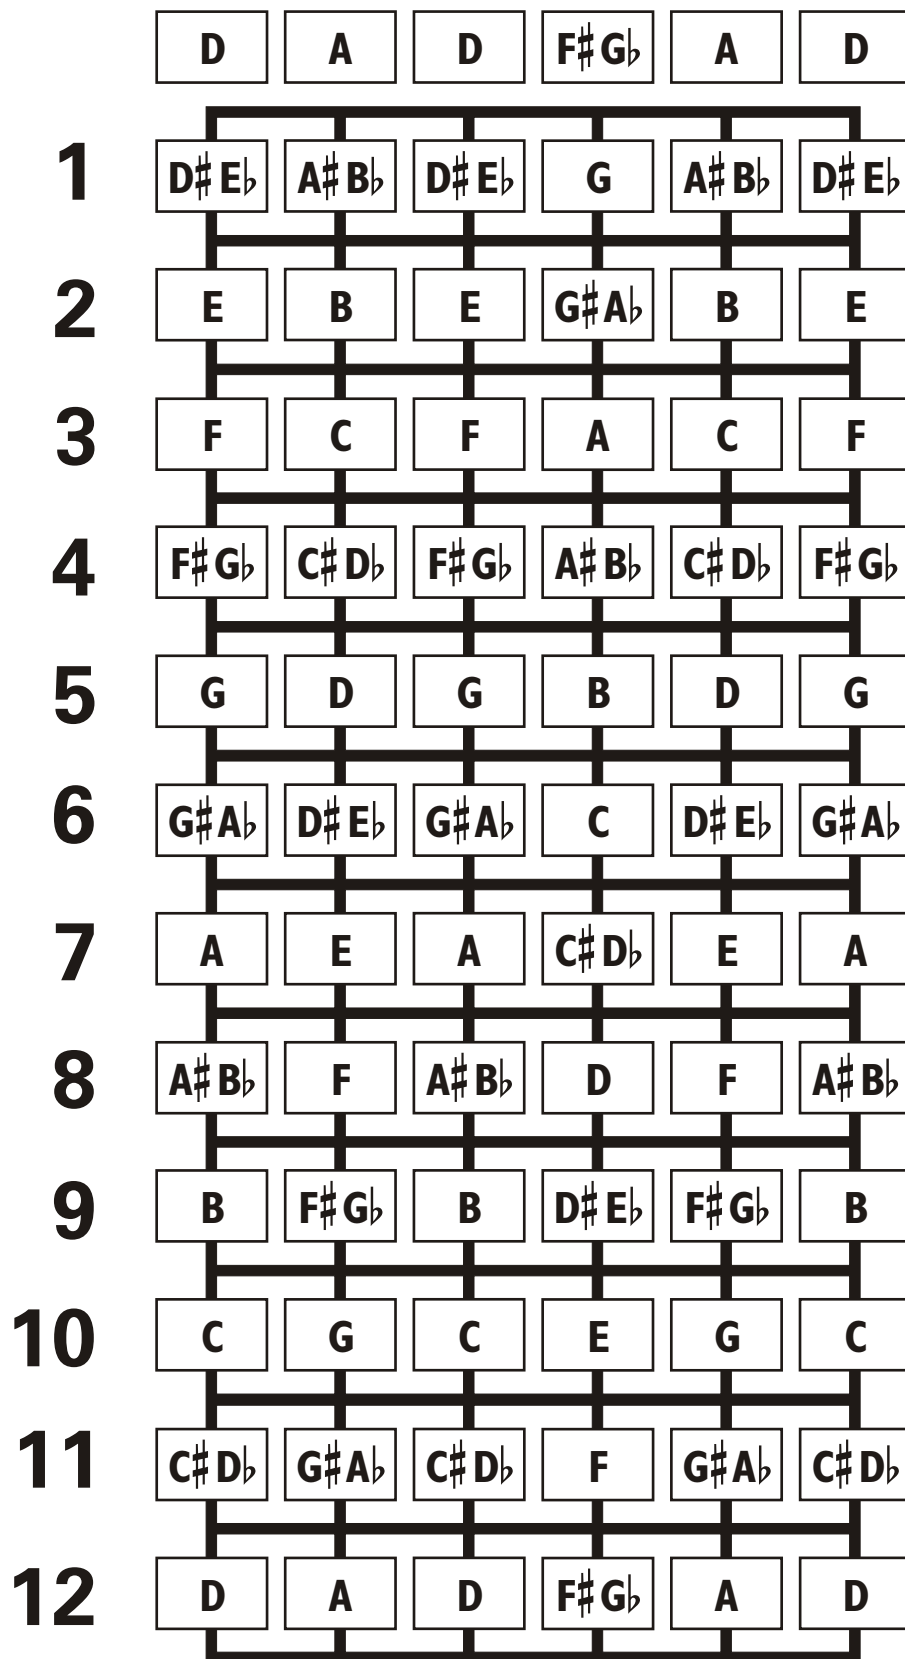 D A D F♯G♭ A D
1 D♯E♭ A♯B♭ D♯E♭ G A♯B♭ D♯E♭
2 E B E G♯A♭ B E
3 F C F A C F
4 F♯G♭ C♯D♭ F♯G♭ A♯B♭ C♯D♭ F♯G♭
5 G D G B D G
6 G♯A♭ D♯E♭ G♯A♭ C D♯E♭ G♯A♭
7 A E A C♯D♭ E A
8 A♯B♭ F A♯B♭ D F A♯B♭
9 B F♯G♭ B D♯E♭ F♯G♭ B
10 C G C E G C
11 C♯D♭ G♯A♭ C♯D♭ F G♯A♭ C♯D♭
12 D A D F♯G♭ A D